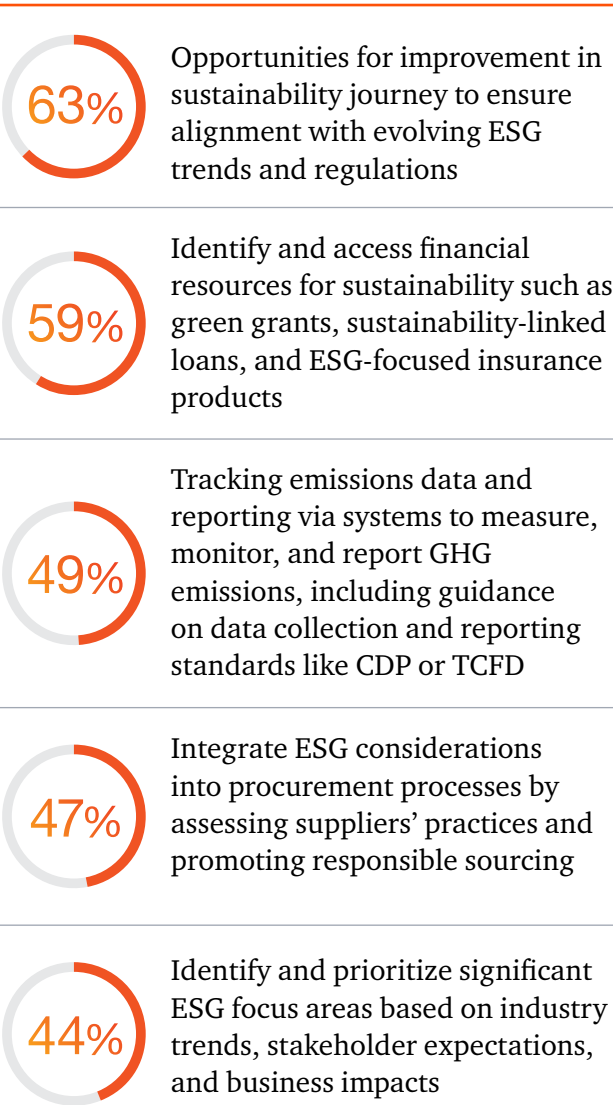 63%
Opportunities for improvement in
sustainability journey to ensure
alignment with evolving ESG
trends and regulations
59%
Identify and access financial
resources for sustainability such as
green grants, sustainability-linked
loans, and ESG-focused insurance
products
49%
Tracking emissions data and
reporting via systems to measure,
monitor, and report GHG
emissions, including guidance
on data collection and reporting
standards like CDP or TCFD
47%
Integrate ESG considerations
into procurement processes by
assessing suppliers’ practices and
promoting responsible sourcing
44%
Identify and prioritize significant
ESG focus areas based on industry
trends, stakeholder expectations,
and business impacts